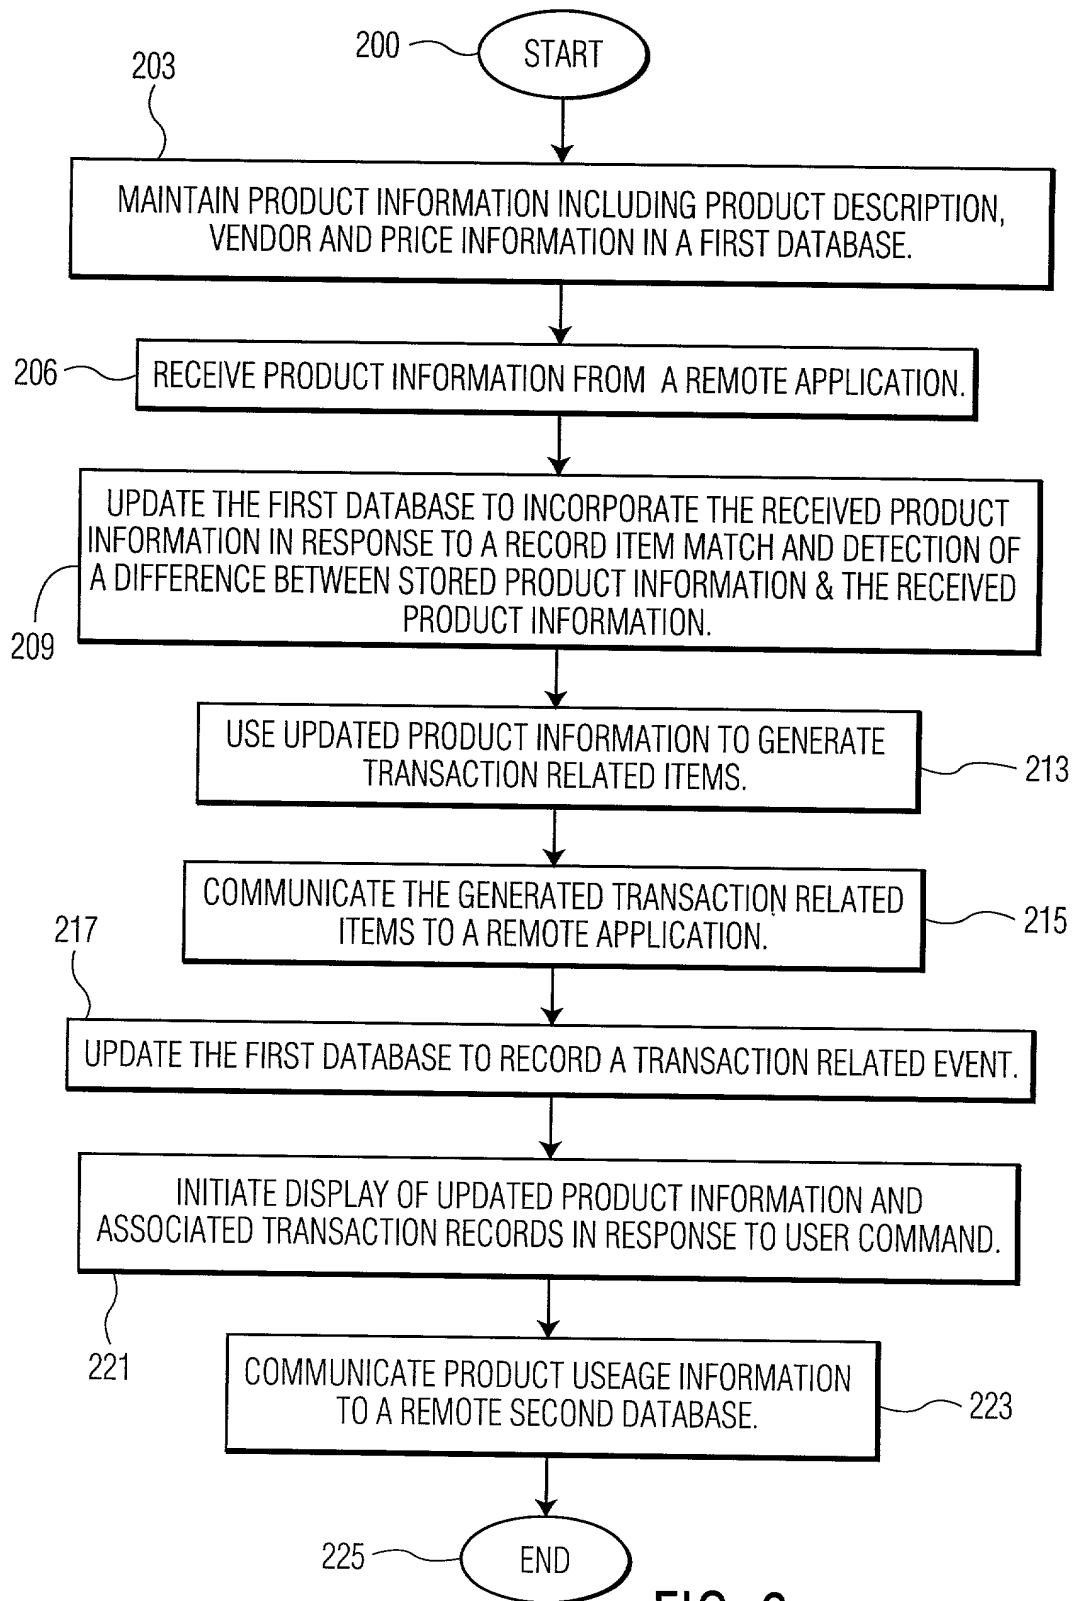 200
START
203
MAINTAIN PRODUCT INFORMATION INCLUDING PRODUCT DESCRIPTION,
VENDOR AND PRICE INFORMATION IN A FIRST DATABASE.
206
RECEIVE PRODUCT INFORMATION FROM A REMOTE APPLICATION.
UPDATE THE FIRST DATABASE TO INCORPORATE THE RECEIVED PRODUCT
INFORMATION IN RESPONSE TO A RECORD ITEM MATCH AND DETECTION OF
A DIFFERENCE BETWEEN STORED PRODUCT INFORMATION & THE RECEIVED
PRODUCT INFORMATION.
209
USE UPDATED PRODUCT INFORMATION TO GENERATE
TRANSACTION RELATED ITEMS.
213
COMMUNICATE THE GENERATED TRANSACTION RELATED
ITEMS TO A REMOTE APPLICATION.
215
217
UPDATE THE FIRST DATABASE TO RECORD A TRANSACTION RELATED EVENT.
INITIATE DISPLAY OF UPDATED PRODUCT INFORMATION AND
ASSOCIATED TRANSACTION RECORDS IN RESPONSE TO USER COMMAND.
221
COMMUNICATE PRODUCT USEAGE INFORMATION
TO A REMOTE SECOND DATABASE.
223
225
END